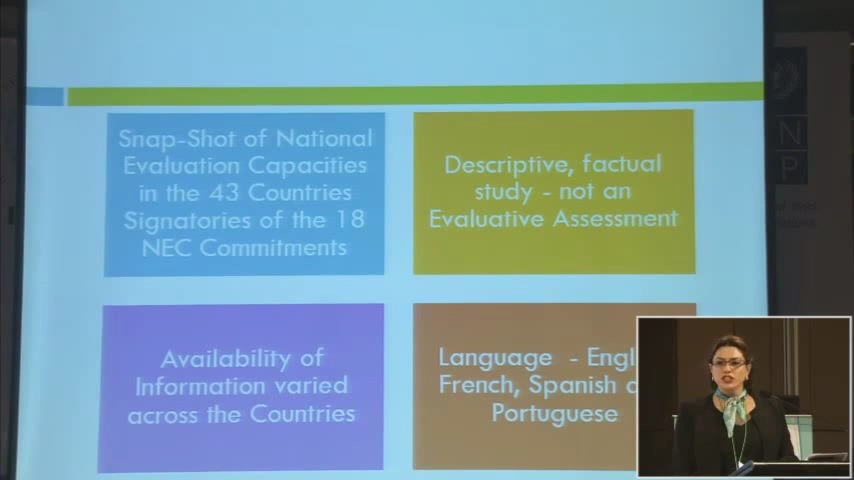 Snap-Shot of National
Evaluation Capacities
in the 43 Countries
Signatories of the 18
NEC Commitments
Descriptive, factual
study - not an
Evaluative Assessment
Availability of
Information varied
across the Countries
Language - Engl
French, Spanish
Portuguese
N
P